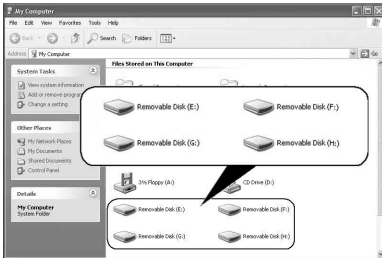 My Computer
File Edit View Favorites Tools Help
Back Search Folders
Address My Computer Go
Files Stored on This Computer
System Tasks
View system information
Add or remove program
Change a setting
Other Places
My Network Places
My Documents
Shared Documents
Control Panel
Details
My Computer
System Folder
Removable Disk (E:) Removable Disk (F:)
Removable Disk (G:) Removable Disk (H:)
3½ Floppy (A:) CD Drive (D:)
Removable Disk (E:) Removable Disk (F:)
Removable Disk (G:) Removable Disk (H:)